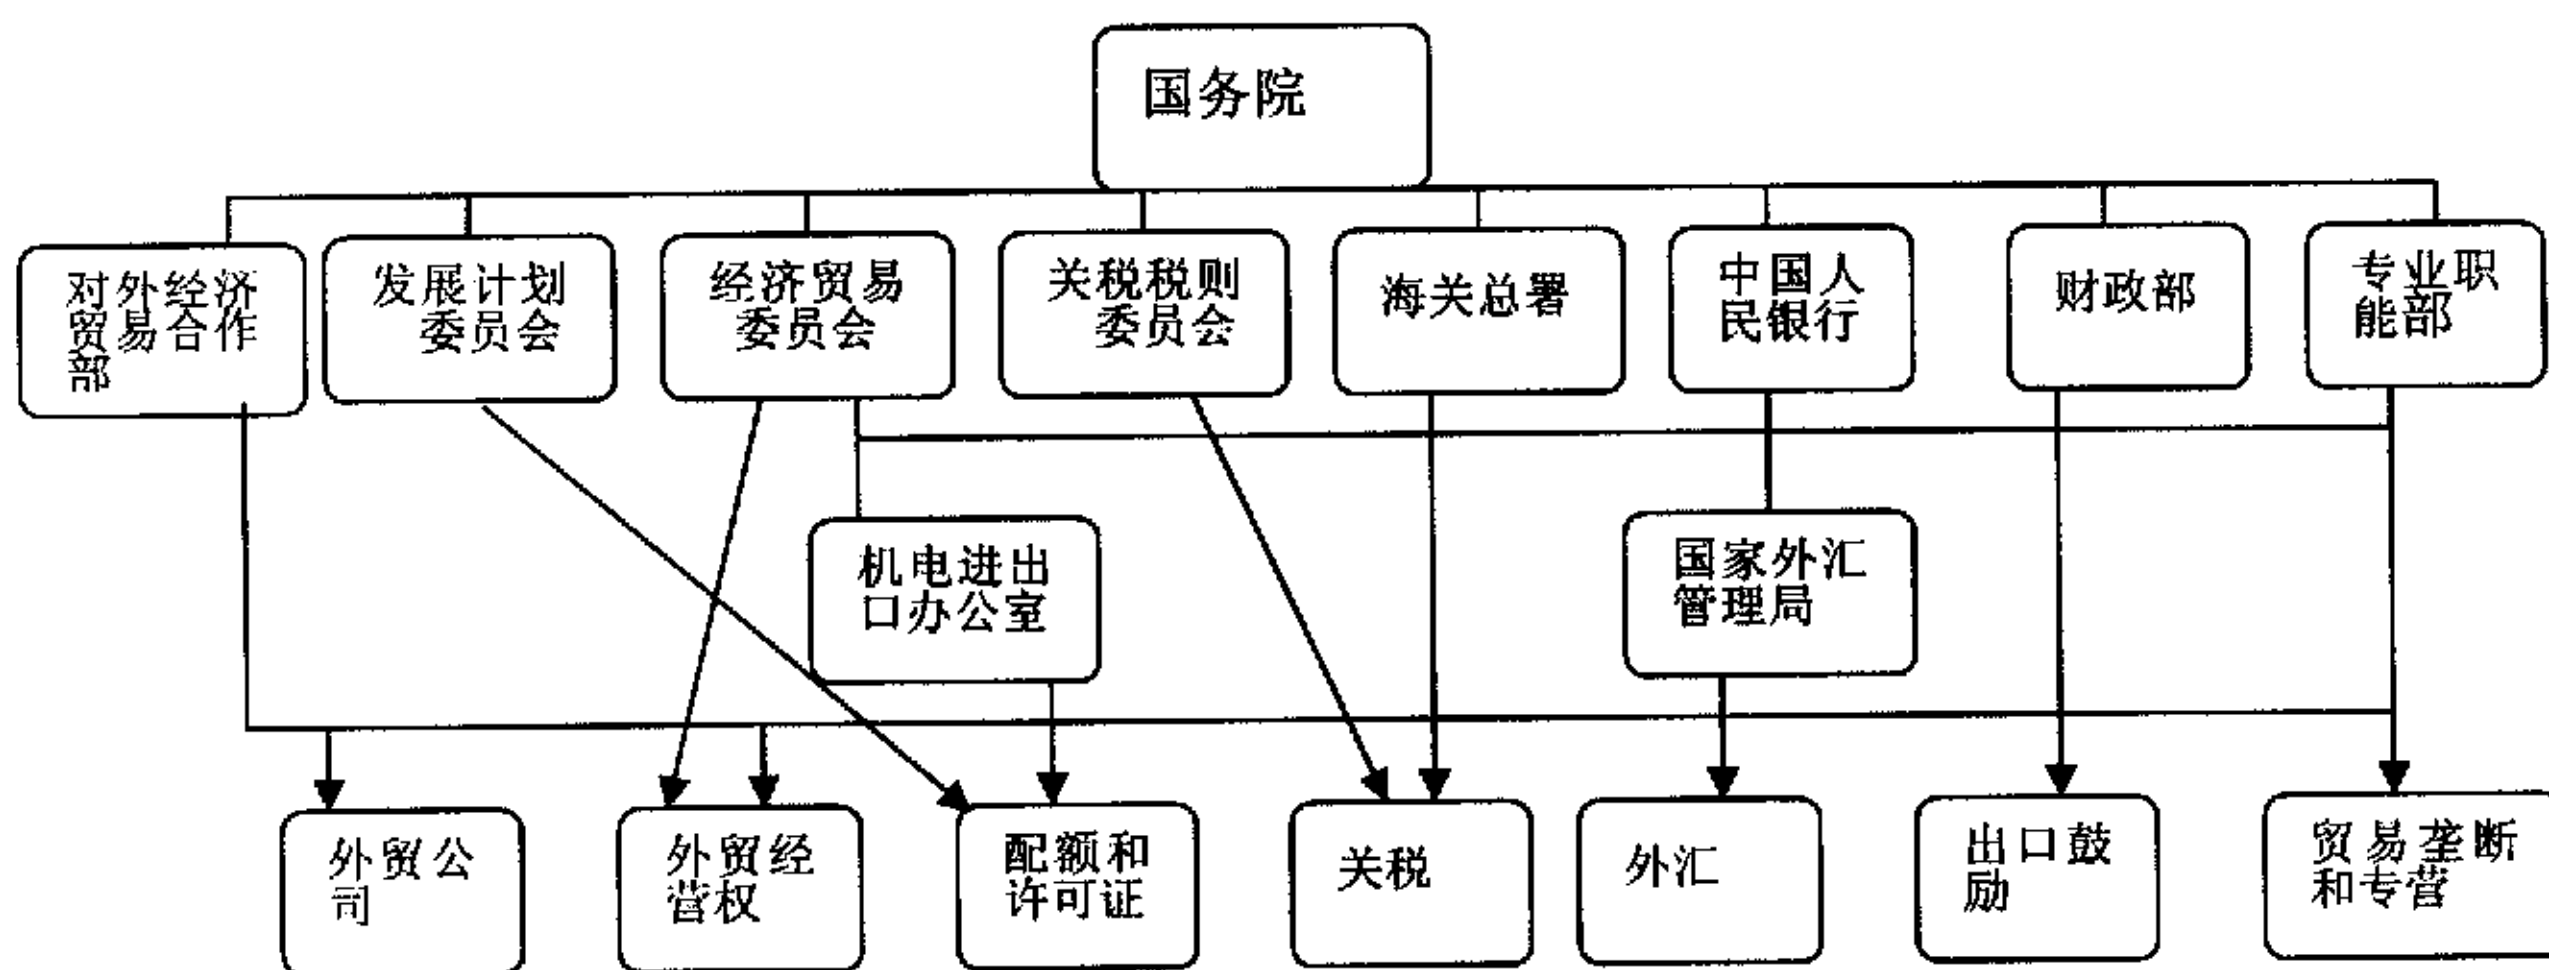 国务院
对外经济
贸易合作
部
发展计划
委员会
经济贸易
委员会
关税税则
委员会
海关总署
中国人
民银行
财政部
专业职
能部
机电进出
口办公室
国家外汇
管理局
外贸公
司
外贸经
营权
配额和
许可证
关税
外汇
出口鼓
励
贸易垄断
和专营